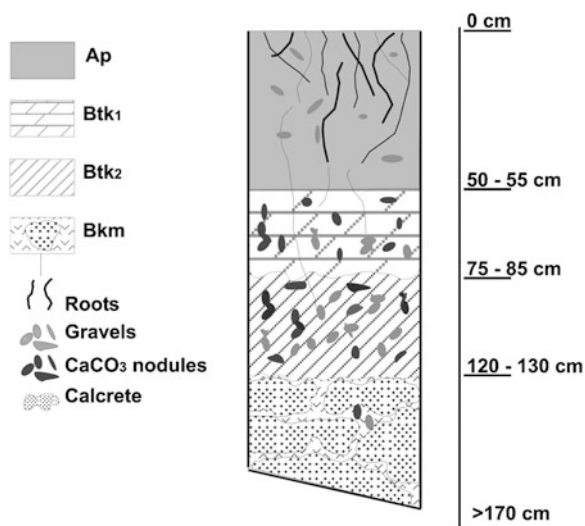 Ap
Btk1
Btk2
Bkm
Roots
Gravels
CaCO3 nodules
Calcrete
0 cm
50 - 55 cm
75 - 85 cm
120 - 130 cm
>170 cm